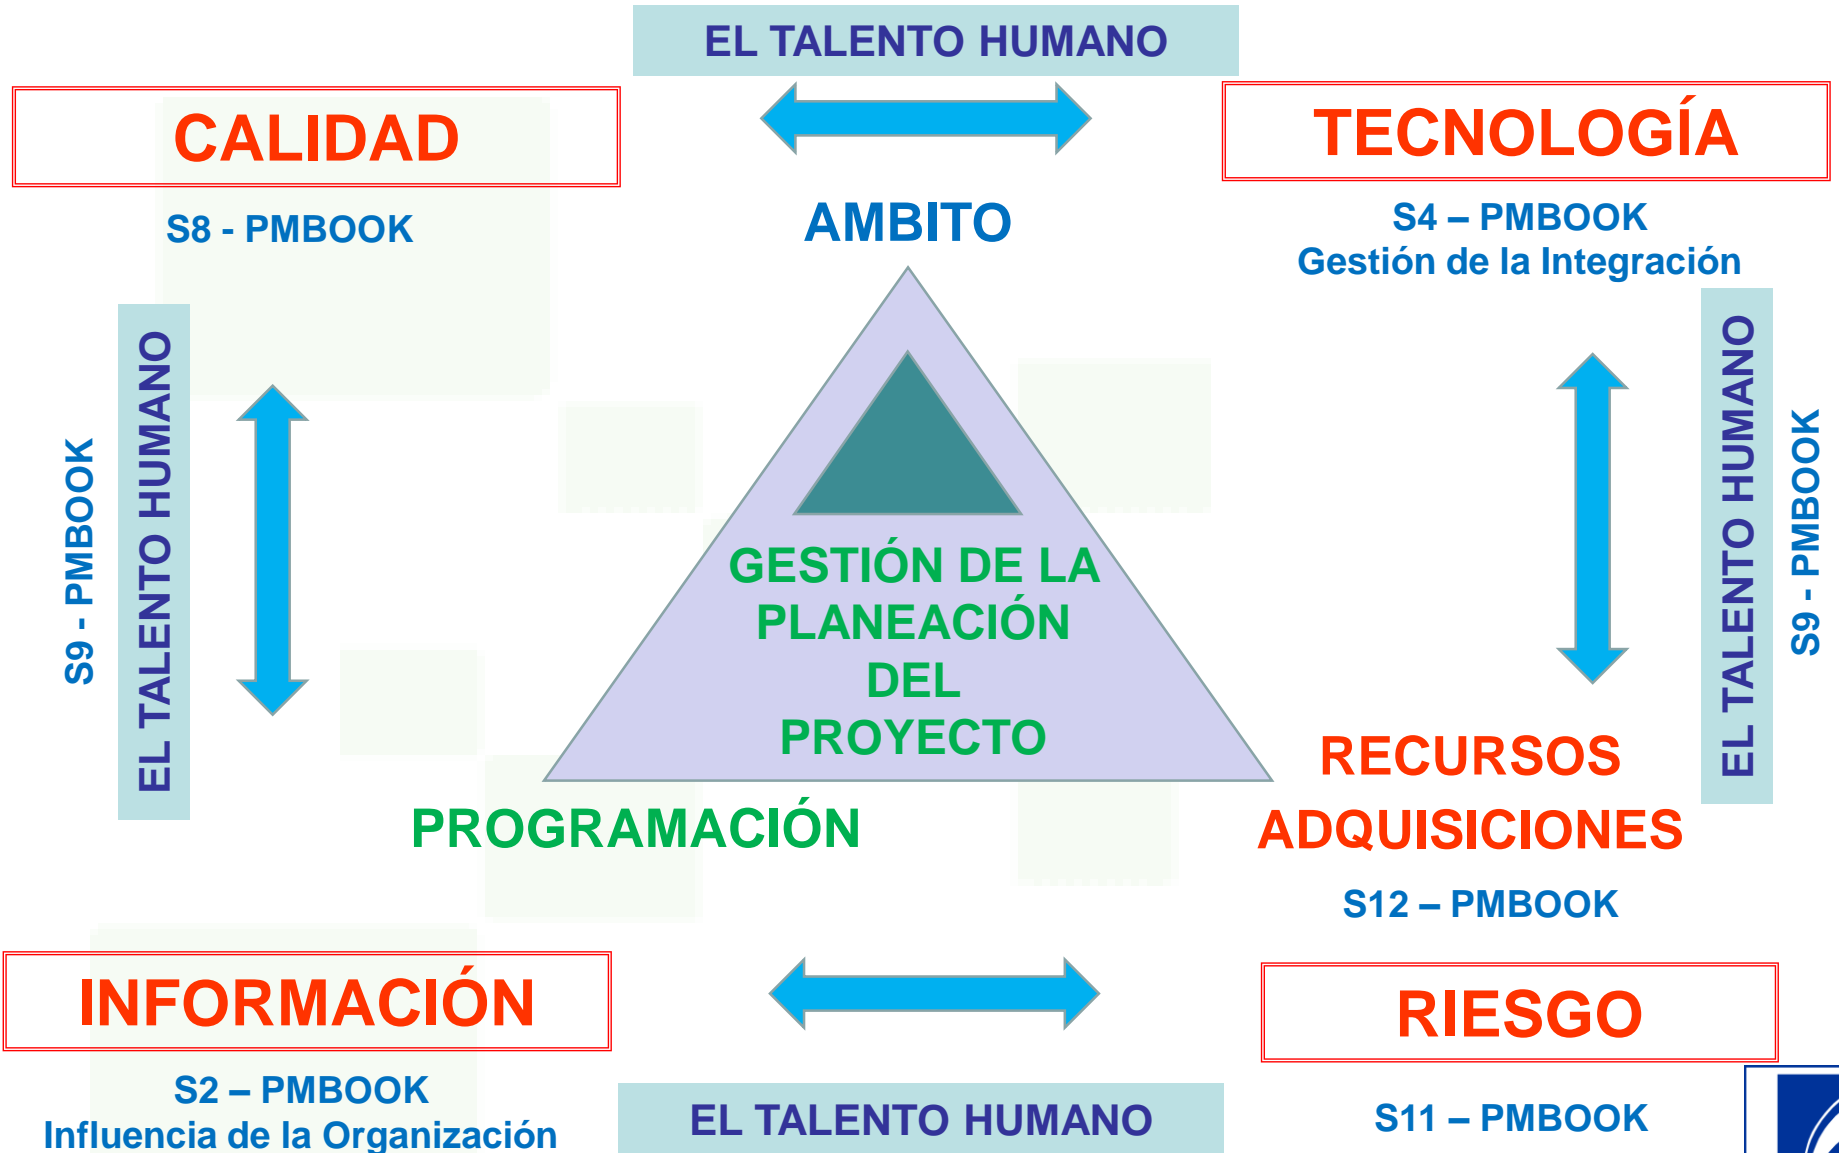 EL TALENTO HUMANO
CALIDAD
TECNOLOGÍA
S8 - PMBOOK
AMBITO
S4 – PMBOOK
Gestión de la Integración
S9 - PMBOOK
EL TALENTO HUMANO
EL TALENTO HUMANO
S9 - PMBOOK
GESTIÓN DE LA
PLANEACIÓN
DEL
PROYECTO
RECURSOS
ADQUISICIONES
PROGRAMACIÓN
S12 – PMBOOK
INFORMACIÓN
RIESGO
S2 – PMBOOK
Influencia de la Organización
EL TALENTO HUMANO
S11 – PMBOOK